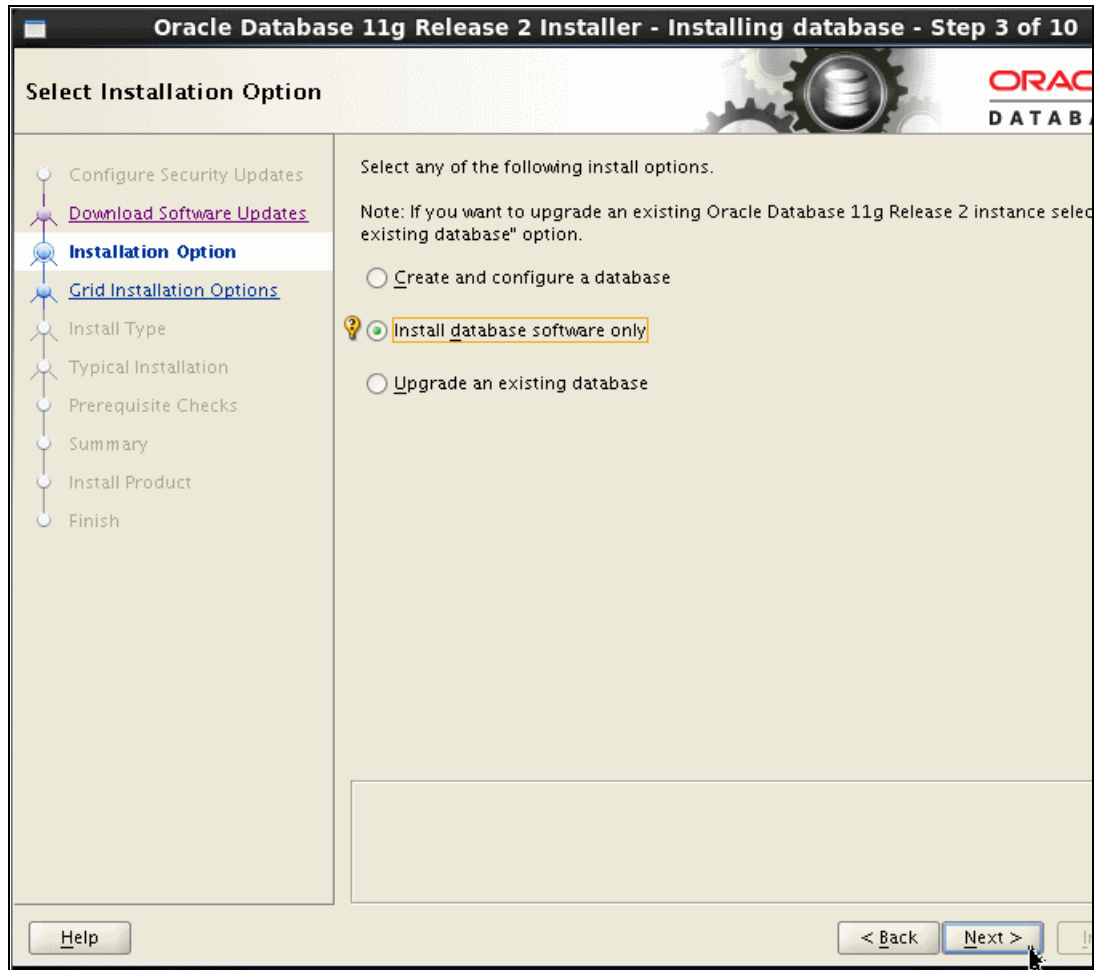 Oracle Database 11g Release 2 Installer - Installing database - Step 3 of 10
Select Installation Option
ORAC
DATABA
Configure Security Updates
Download Software Updates
Installation Option
Grid Installation Options
Install Type
Typical Installation
Prerequisite Checks
Summary
Install Product
Finish
Select any of the following install options.
Note: If you want to upgrade an existing Oracle Database 11g Release 2 instance selec
existing database" option.
Create and configure a database
Install database software only
Upgrade an existing database
Help
< Back
Next >